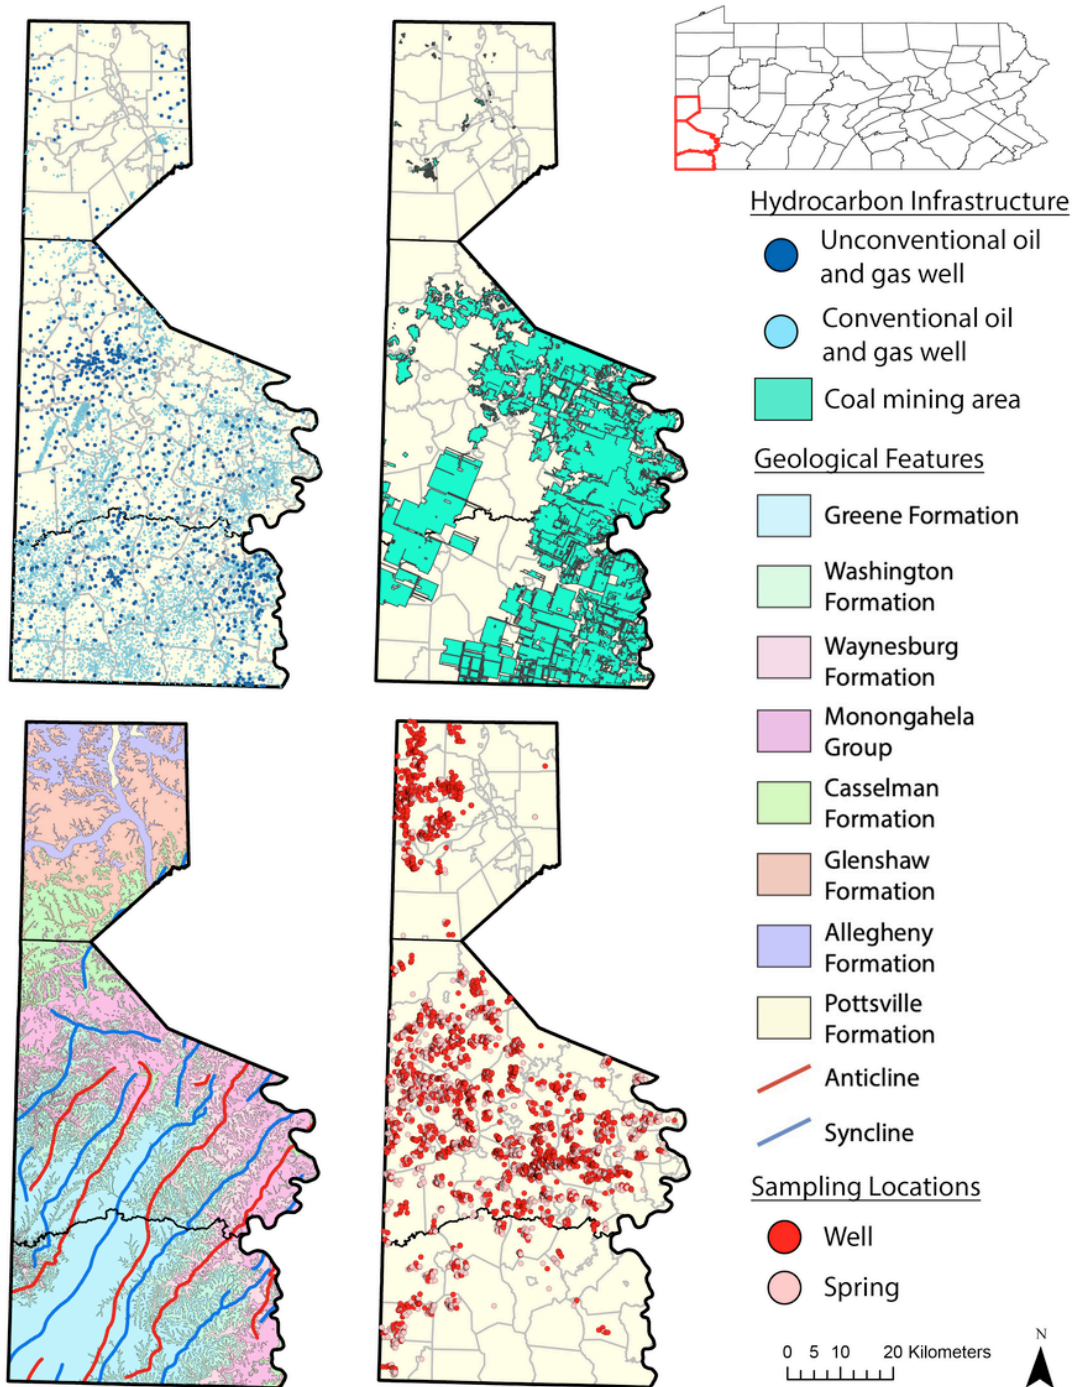 Hydrocarbon Infrastructure
Unconventional oil
and gas well
Conventional oil
and gas well
Coal mining area
Geological Features
Greene Formation
Washington
Formation
Waynesburg
Formation
Monongahela
Group
Casselman
Formation
Glenshaw
Formation
Allegheny
Formation
Pottsville
Formation
Anticline
Syncline
Sampling Locations
Well
Spring
N
0 5 10 20 Kilometers